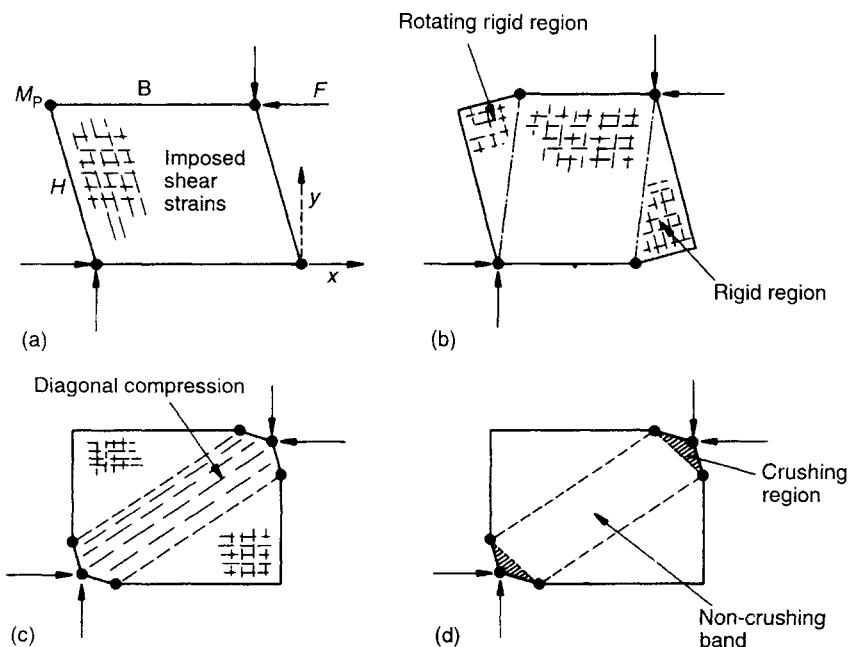 Rotating rigid region
M_P
B
F
H
Imposed
shear
strains
y
x
Rigid region
(a)
(b)
Diagonal compression
Crushing
region
Non-crushing
band
(c)
(d)